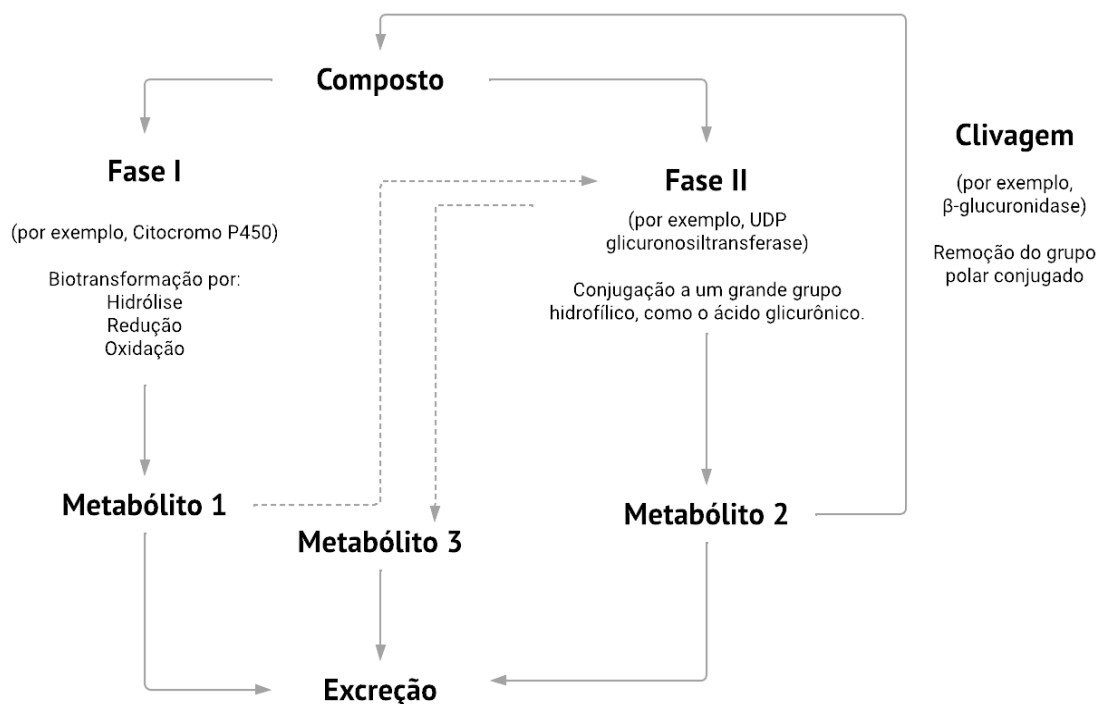 Composto
Fase I
(por exemplo, Citocromo P450)
Biotransformação por:
Hidrólise
Redução
Oxidação
Fase II
(por exemplo, UDP
glicuronosiltransferase)
Conjugação a um grande grupo
hidrofílico, como o ácido glicurônico.
Clivagem
(por exemplo,
β-glucuronidase)
Remoção do grupo
polar conjugado
Metabólito 1
Metabólito 3
Metabólito 2
Excreção